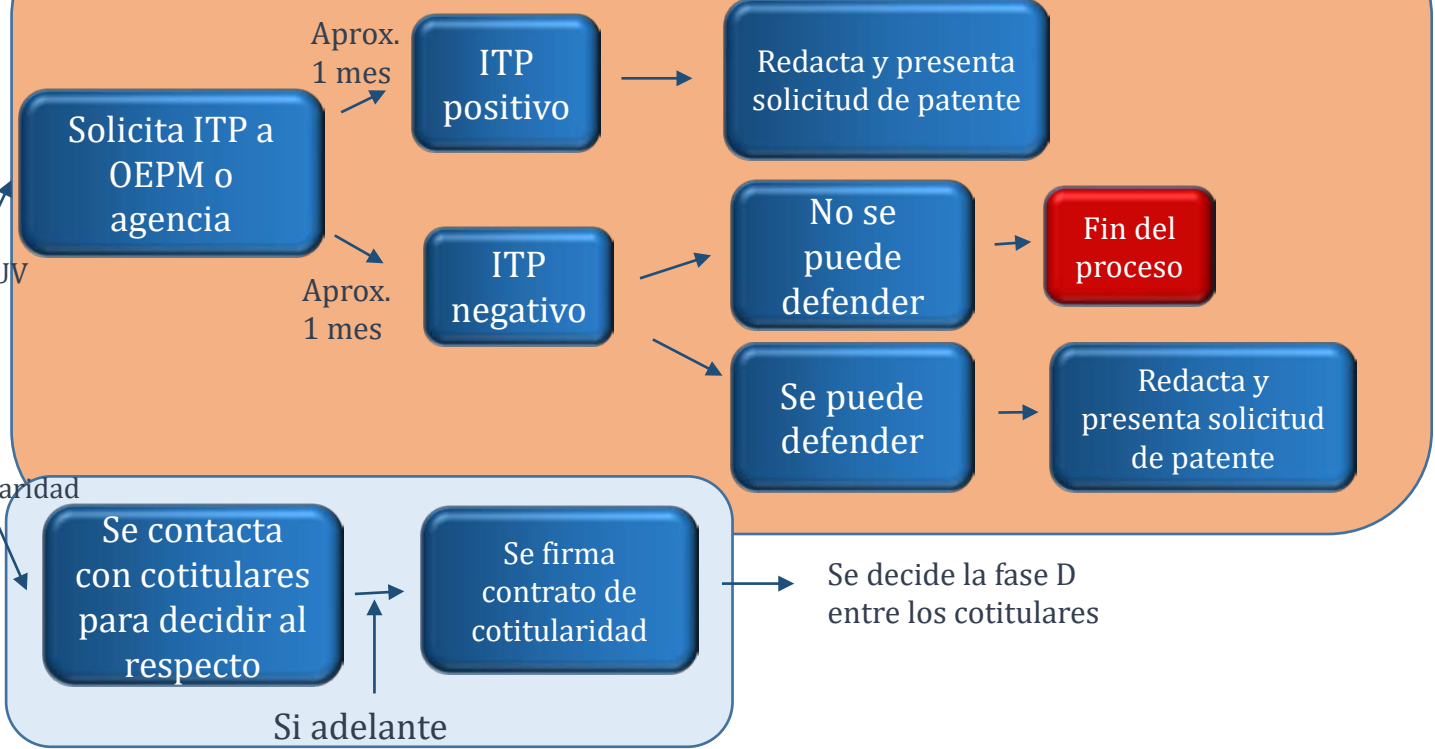 Aprox.
1 mes
ITP
positivo
Redacta y presenta
solicitud de patente
Solicita ITP a
OEPM o
agencia
UV
Aprox.
1 mes
ITP
negativo
No se
puede
defender
Fin del
proceso
Se puede
defender
Redacta y
presenta solicitud
de patente
aridad
Se contacta
con cotitulares
para decidir al
respecto
Se firma
contrato de
cotitularidad
Se decide la fase D
entre los cotitulares
Si adelante